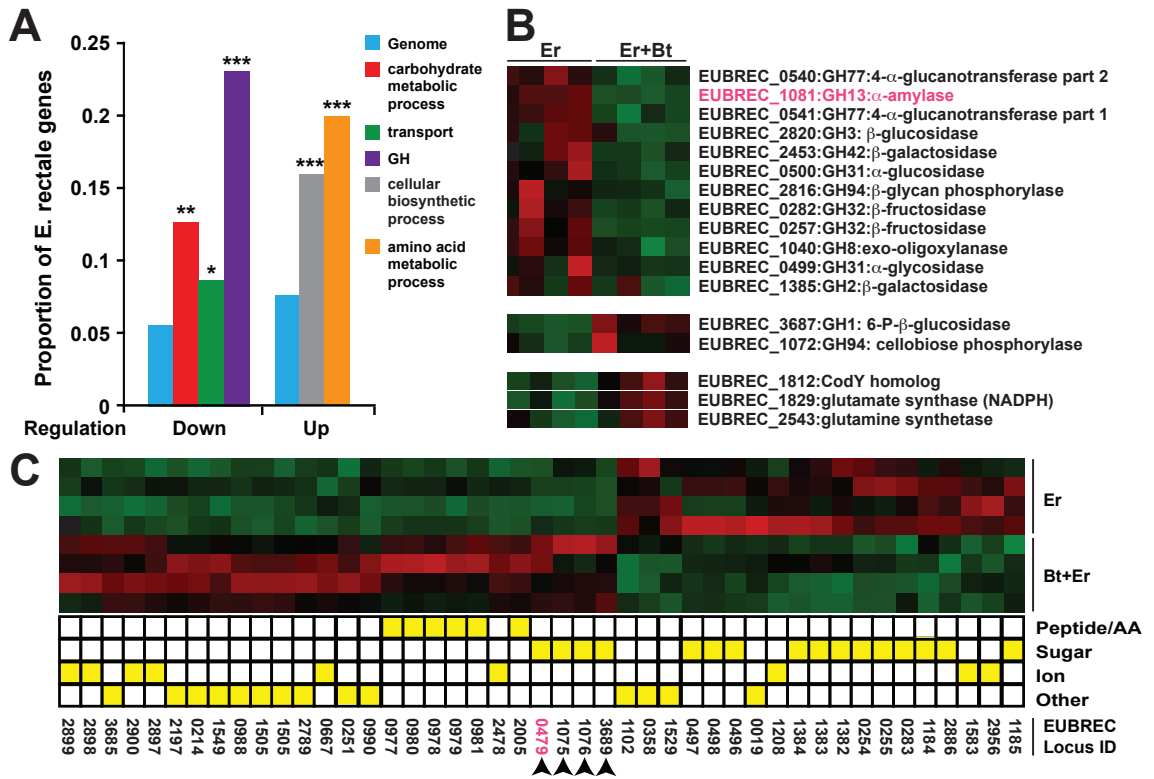 A
Proportion of E. rectale genes
0.25
0.2
0.15
0.1
0.05
0
**
*
***
***
***
Regulation
Down
Up
Genome
carbohydrate
metabolic
process
transport
GH
cellular
biosynthetic
process
amino acid
metabolic
process
B
Er
Er+Bt
EUBREC_0540:GH77:4-α-glucanotransferase part 2
EUBREC_1081:GH13:α-amylase
EUBREC_0541:GH77:4-α-glucanotransferase part 1
EUBREC_2820:GH3: β-glucosidase
EUBREC_2453:GH42:β-galactosidase
EUBREC_0500:GH31:α-glucosidase
EUBREC_2816:GH94:β-glycan phosphorylase
EUBREC_0282:GH32:β-fructosidase
EUBREC_0257:GH32:β-fructosidase
EUBREC_1040:GH8:exo-oligoxylanase
EUBREC_0499:GH31:α-glycosidase
EUBREC_1385:GH2:β-galactosidase
EUBREC_3687:GH1: 6-P-β-glucosidase
EUBREC_1072:GH94: cellobiose phosphorylase
EUBREC_1812:CodY homolog
EUBREC_1829:glutamate synthase (NADPH)
EUBREC_2543:glutamine synthetase
C
Er
Bt+Er
Peptide/AA
Sugar
Ion
Other
2899
2898
3685
2900
2897
2197
0214
1549
0988
1505
1505
2789
0667
0251
0990
0977
0980
0978
0979
0981
2478
2005
0479
1075
1076
3689
1102
0358
1529
0497
0498
0496
0019
1208
1384
1383
1382
0254
0255
0283
1184
2886
1583
2956
1185
EUBREC
Locus ID